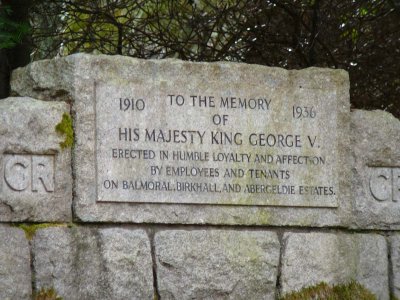 1910 TO THE MEMORY 1936
OF
HIS MAJESTY KING GEORGE V.
ERECTED IN HUMBLE LOYALTY AND AFFECTION
BY EMPLOYEES AND TENANTS
ON BALMORAL, BIRKHALL, AND ABERGELDIE ESTATES.
GR
GR